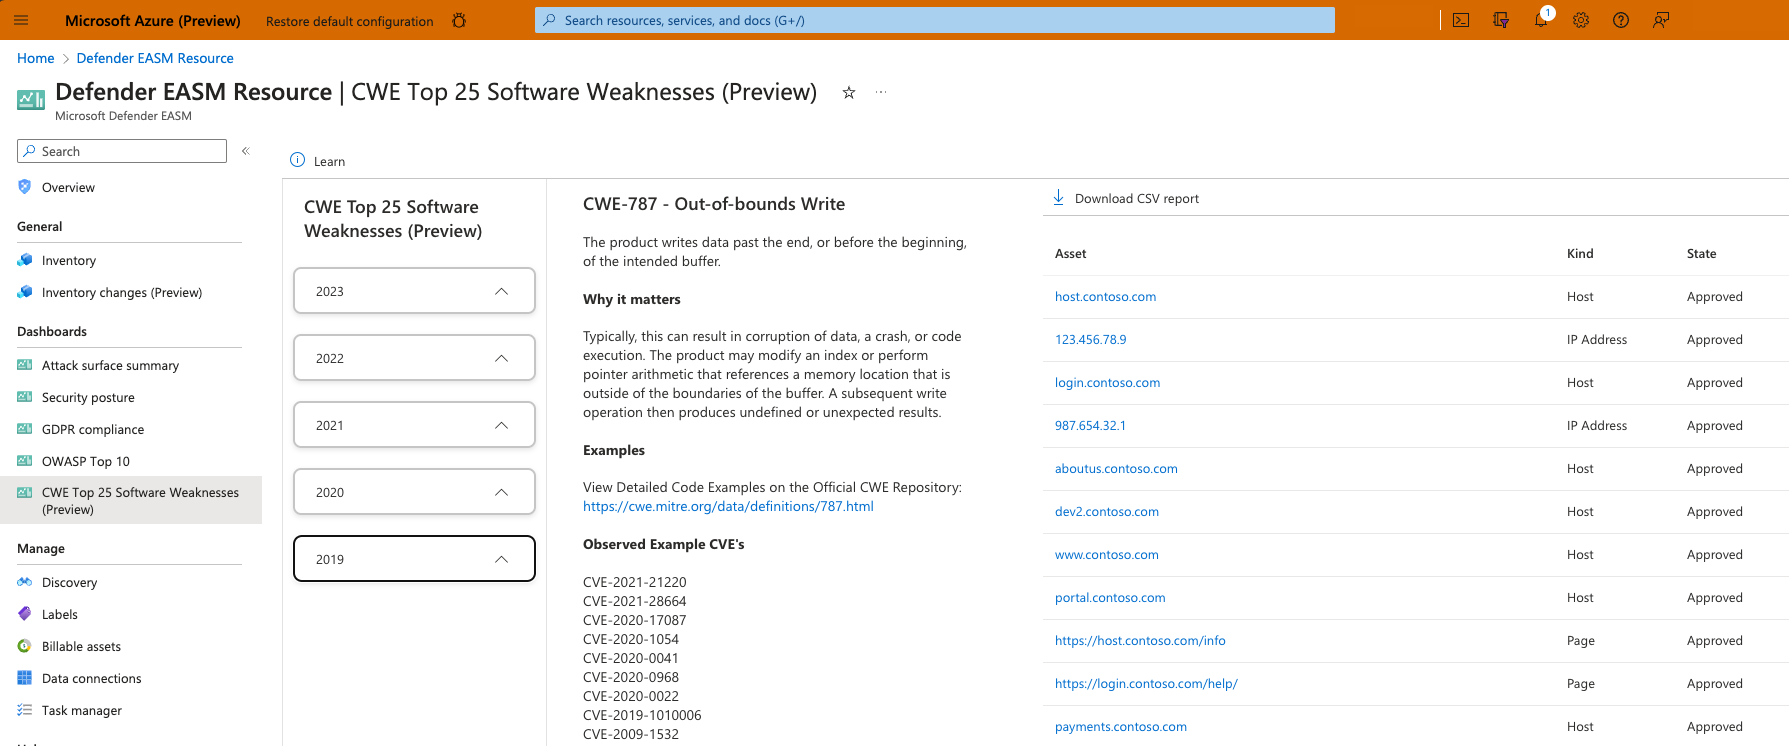 Microsoft Azure (Preview)
Restore default configuration
Search resources, services, and docs (G+/)
1
Home > Defender EASM Resource
Defender EASM Resource | CWE Top 25 Software Weaknesses (Preview)
Microsoft Defender EASM
Search
Overview
General
Inventory
Inventory changes (Preview)
Dashboards
Attack surface summary
Security posture
GDPR compliance
OWASP Top 10
CWE Top 25 Software Weaknesses
(Preview)
Manage
Discovery
Labels
Billable assets
Data connections
Task manager
Learn
CWE Top 25 Software
Weaknesses (Preview)
2023
2022
2021
2020
2019
CWE-787 - Out-of-bounds Write
The product writes data past the end, or before the beginning,
of the intended buffer.
Why it matters
Typically, this can result in corruption of data, a crash, or code
execution. The product may modify an index or perform
pointer arithmetic that references a memory location that is
outside of the boundaries of the buffer. A subsequent write
operation then produces undefined or unexpected results.
Examples
View Detailed Code Examples on the Official CWE Repository:
https://cwe.mitre.org/data/definitions/787.html
Observed Example CVE's
CVE-2021-21220
CVE-2021-28664
CVE-2020-17087
CVE-2020-1054
CVE-2020-0041
CVE-2020-0968
CVE-2020-0022
CVE-2019-1010006
CVE-2009-1532
Download CSV report
Asset Kind State
host.contoso.com Host Approved
123.456.78.9 IP Address Approved
login.contoso.com Host Approved
987.654.32.1 IP Address Approved
aboutus.contoso.com Host Approved
dev2.contoso.com Host Approved
www.contoso.com Host Approved
portal.contoso.com Host Approved
https://host.contoso.com/info Page Approved
https://login.contoso.com/help/ Page Approved
payments.contoso.com Host Approved